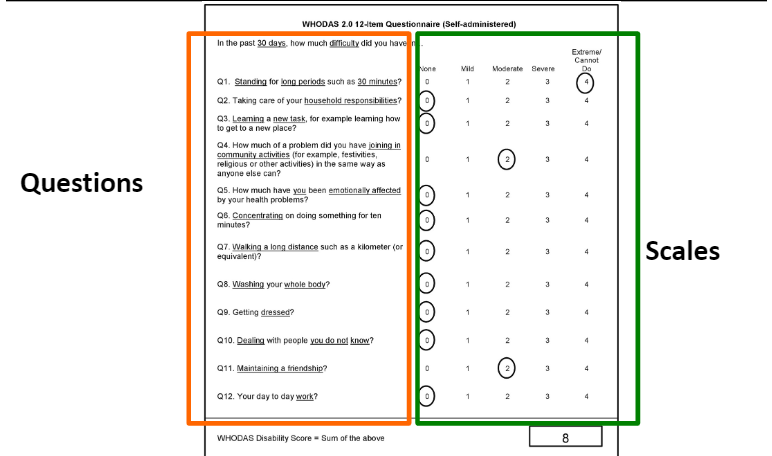 WHODAS 2.0 12-Item Questionnaire (Self-administered)
In the past 30 days, how much difficulty did you have in
Extreme/
Cannot
None Mild Moderate Severe Do
Q1. Standing for long periods such as 30 minutes? 0 1 2 3 4
Q2. Taking care of your household responsibilities? 0 1 2 3 4
Q3. Learning a new task, for example learning how
to get to a new place? 0 1 2 3 4
Q4. How much of a problem did you have joining in
community activities (for example, festivities,
religious or other activities) in the same way as
anyone else can? 0 1 2 3 4
Questions
Q5. How much have you been emotionally affected
by your health problems? 0 1 2 3 4
Q6. Concentrating on doing something for ten
minutes? 0 1 2 3 4
Q7. Walking a long distance such as a kilometer (or
equivalent)? 0 1 2 3 4
Scales
Q8. Washing your whole body? 0 1 2 3 4
Q9. Getting dressed? 0 1 2 3 4
Q10. Dealing with people you do not know? 0 1 2 3 4
Q11. Maintaining a friendship? 0 1 2 3 4
Q12. Your day to day work? 0 1 2 3 4
WHODAS Disability Score = Sum of the above 8